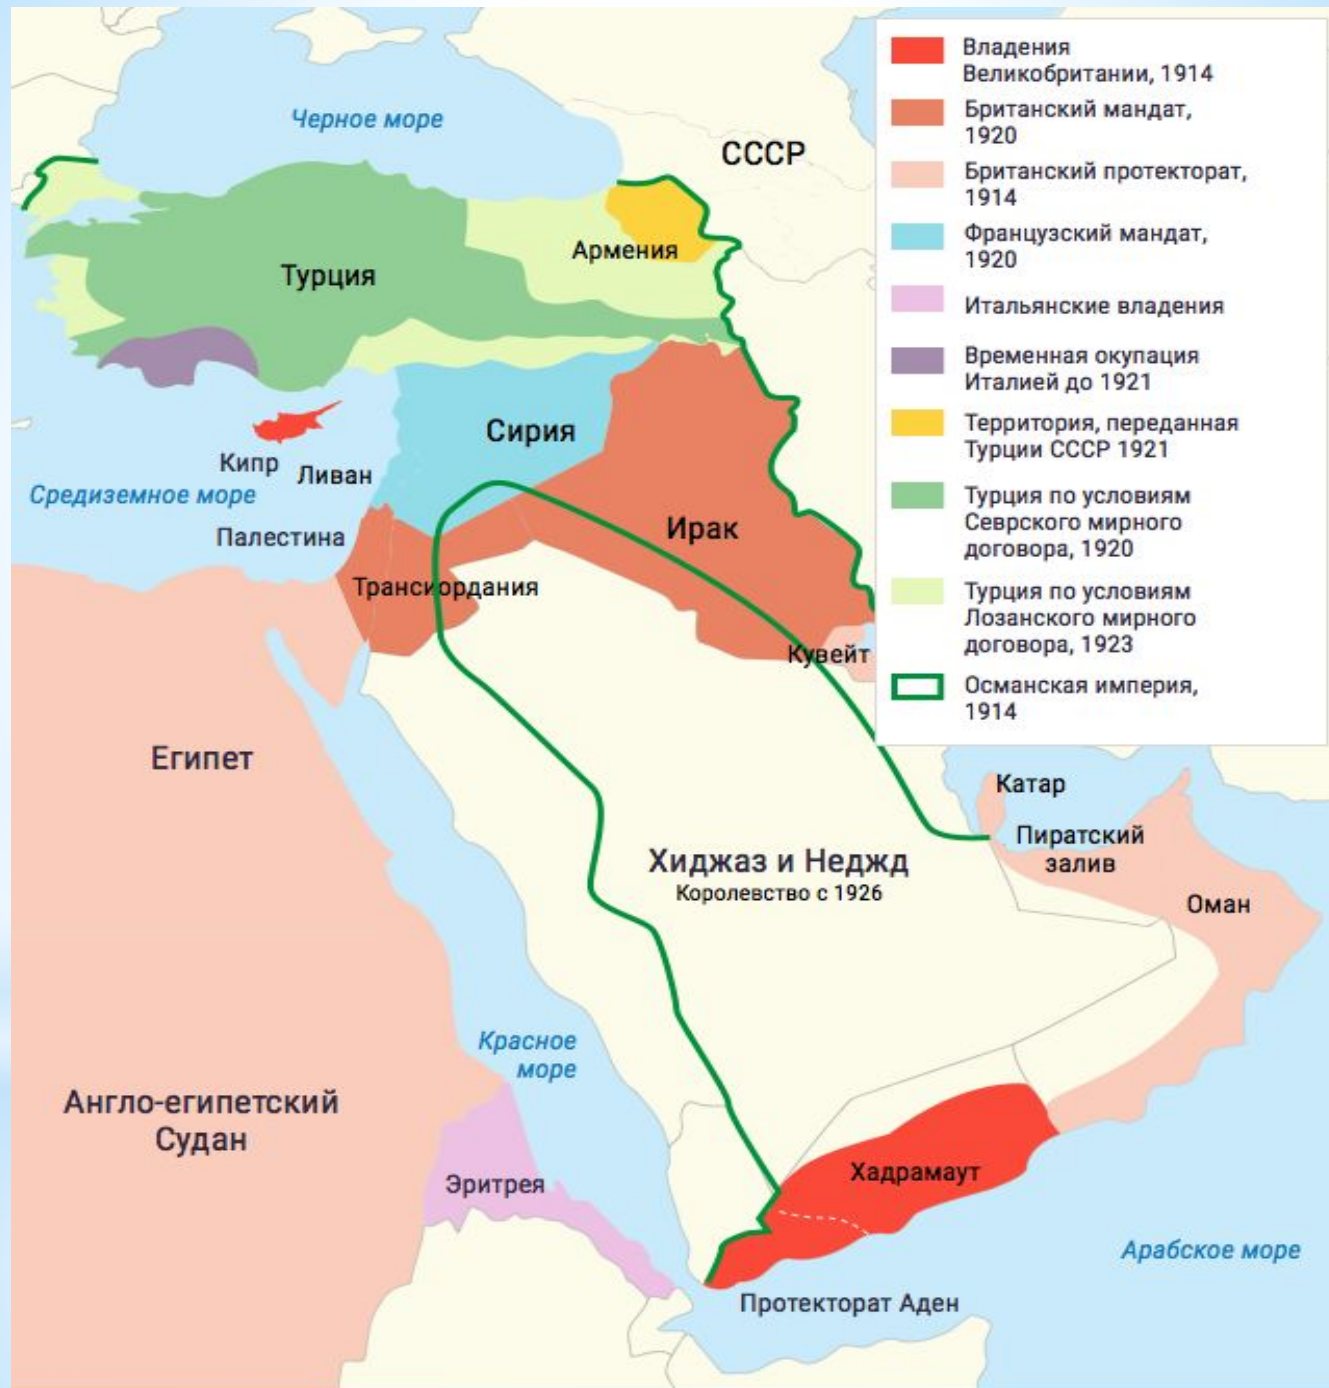 Черное море
СССР
Армения
Турция
Сирия
Кипр
Ливан
Средиземное море
Палестина
Ирак
Трансиордания
Кувейт
Египет
Катар
Пиратский
залив
Хиджаз и Неджд
Королевство с 1926
Оман
Красное
море
Англо-египетский
Судан
Эритрея
Хадрамаут
Арабское море
Протекторат Аден
Владения
Великобритании, 1914
Британский мандат,
1920
Британский протекторат,
1914
Французский мандат,
1920
Итальянские владения
Временная окупация
Италией до 1921
Территория, переданная
Турции СССР 1921
Турция по условиям
Севрского мирного
договора, 1920
Турция по условиям
Лозанского мирного
договора, 1923
Османская империя,
1914